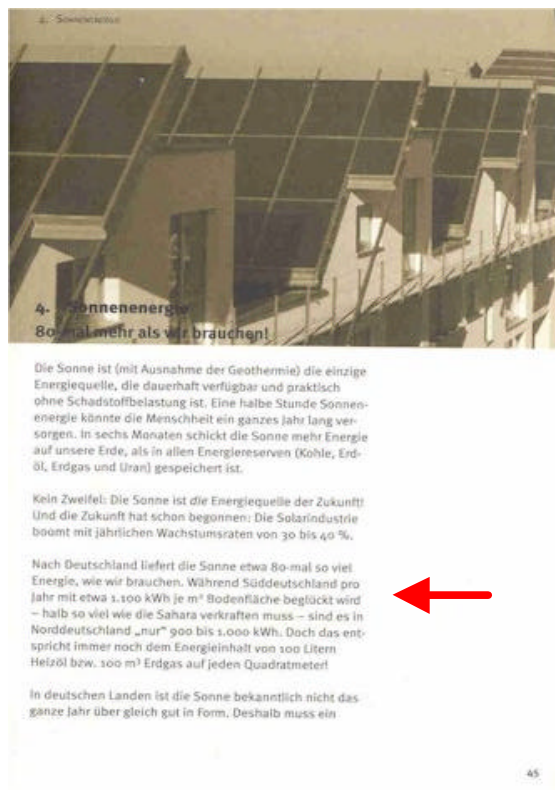 4. Sonnenenergie
4. Sonnenenergie
80-mal mehr als wir brauchen!
Die Sonne ist (mit Ausnahme der Geothermie) die einzige
Energiequelle, die dauerhaft verfügbar und praktisch
ohne Schadstoffbelastung ist. Eine halbe Stunde Sonnen-
energie könnte die Menschheit ein ganzes Jahr lang ver-
sorgen. In sechs Monaten schickt die Sonne mehr Energie
auf unsere Erde, als in allen Energiereserven (Kohle, Erd-
öl, Erdgas und Uran) gespeichert ist.
Kein Zweifel: Die Sonne ist die Energiequelle der Zukunft!
Und die Zukunft hat schon begonnen: Die Solarindustrie
boomt mit jährlichen Wachstumsraten von 30 bis 40 %.
Nach Deutschland liefert die Sonne etwa 80-mal so viel
Energie, wie wir brauchen. Während Süddeutschland pro
Jahr mit etwa 1.100 kWh je m² Bodenfläche beglückt wird
– halb so viel wie die Sahara verkraften muss – sind es in
Norddeutschland „nur" 900 bis 1.000 kWh. Doch das ent-
spricht immer noch dem Energieinhalt von 100 Litern
Heizöl bzw. 100 m³ Erdgas auf jeden Quadratmeter!
In deutschen Landen ist die Sonne bekanntlich nicht das
ganze Jahr über gleich gut in Form. Deshalb muss ein
45